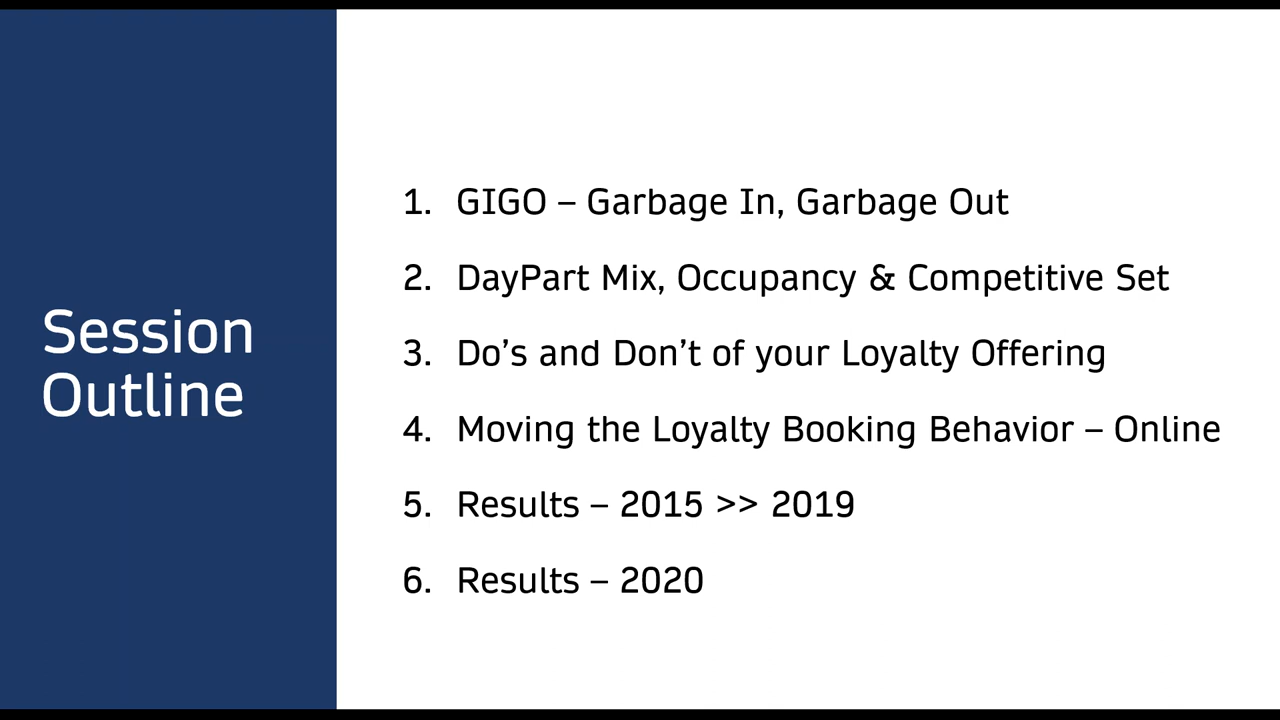 Session
Outline
1. GIGO – Garbage In, Garbage Out
2. DayPart Mix, Occupancy & Competitive Set
3. Do’s and Don’t of your Loyalty Offering
4. Moving the Loyalty Booking Behavior – Online
5. Results – 2015 >> 2019
6. Results – 2020